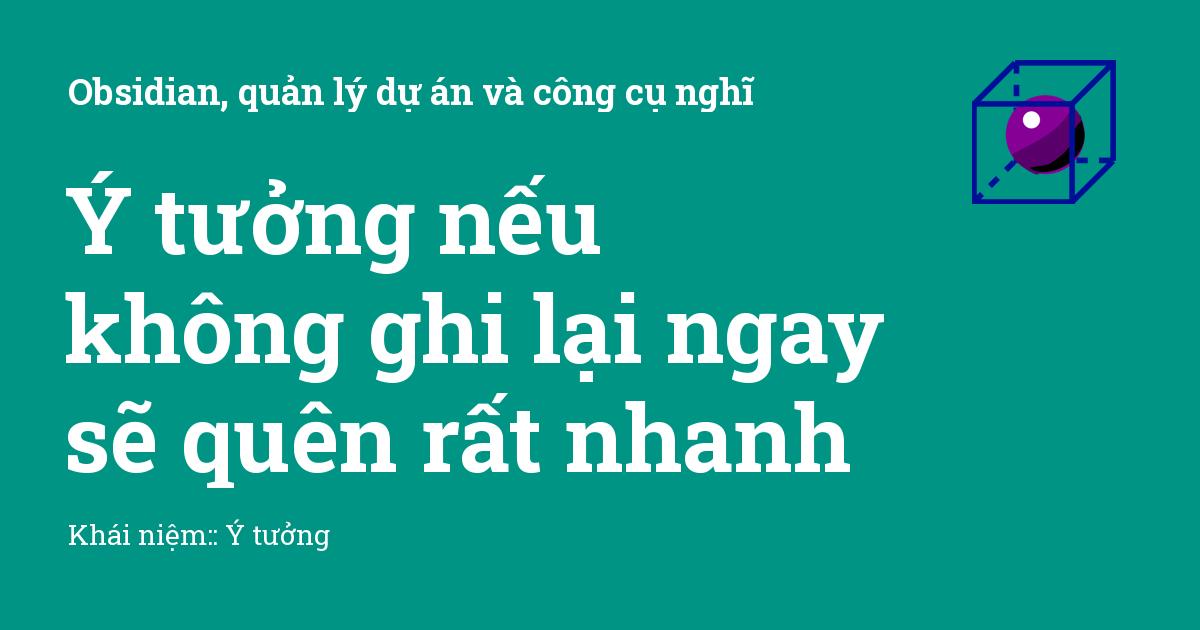 Obsidian, quản lý dự án và công cụ nghĩ
Ý tưởng nếu
không ghi lại ngay
sẽ quên rất nhanh
Khái niệm:: Ý tưởng